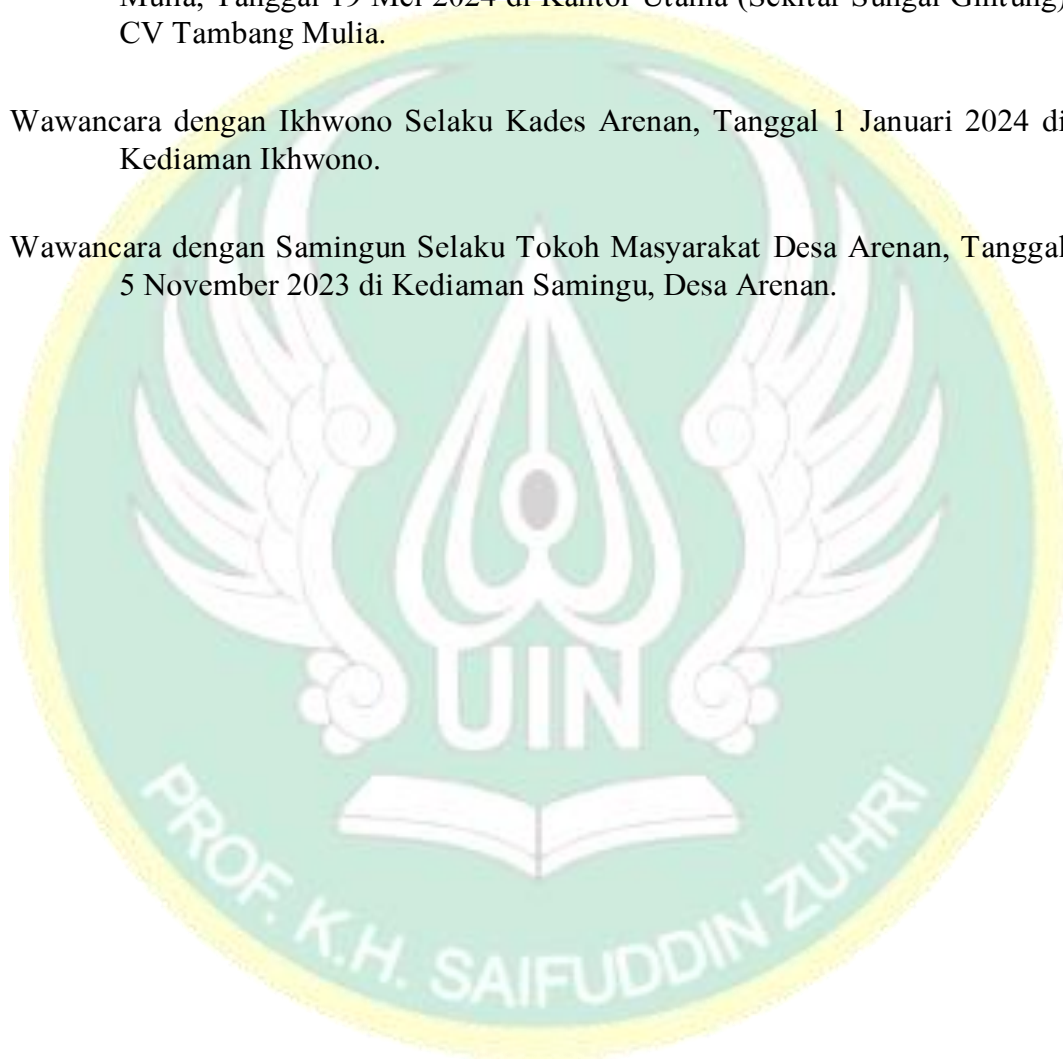 Mulia, Tanggal 19 Mei 2024 di Kantor Utama (Sekitar Sungai Gintung)
CV Tambang Mulia.
Wawancara dengan Ikhwono Selaku Kades Arenan, Tanggal 1 Januari 2024 di
Kediaman Ikhwono.
Wawancara dengan Samingun Selaku Tokoh Masyarakat Desa Arenan, Tanggal
5 November 2023 di Kediaman Samingu, Desa Arenan.
UIN
PROF. K.H. SAIFUDDIN ZUHRI